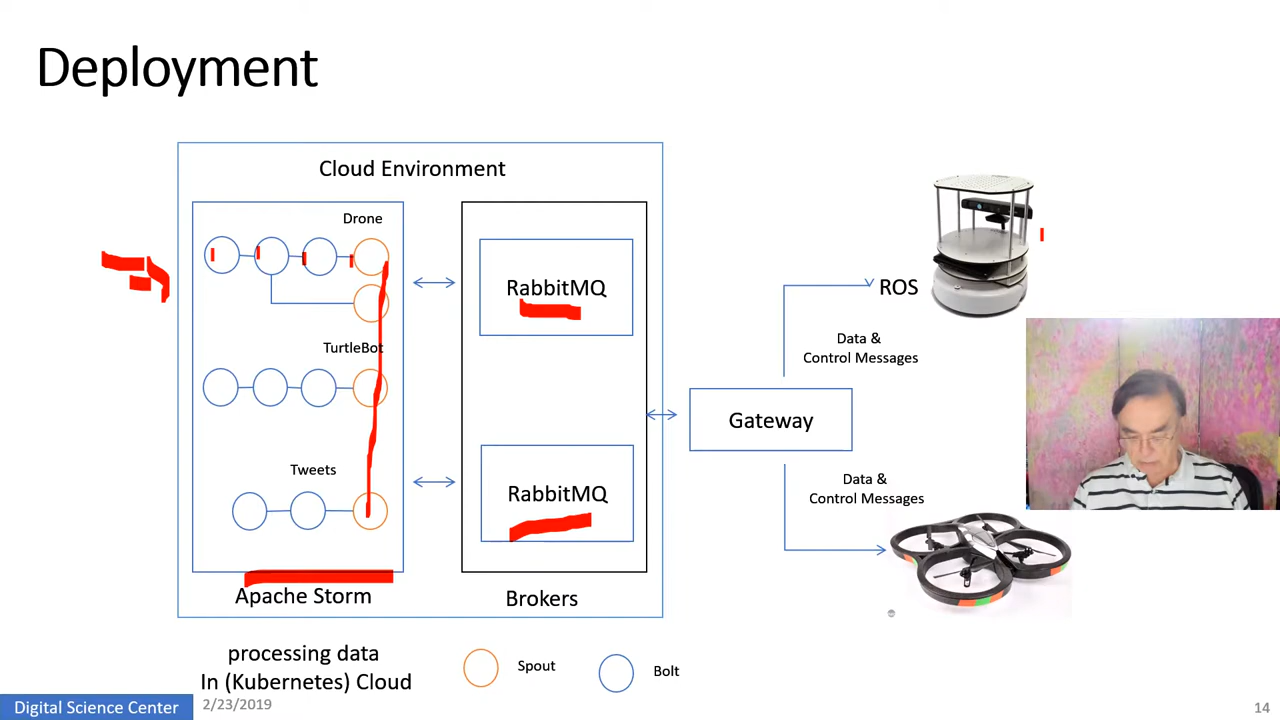 Deployment
Cloud Environment
Drone
RabbitMQ
ROS
TurtleBot
Data &
Control Messages
Gateway
Tweets
Data &
Control Messages
RabbitMQ
Apache Storm
Brokers
processing data
In (Kubernetes) Cloud
Spout
Bolt
Digital Science Center
2/23/2019
14